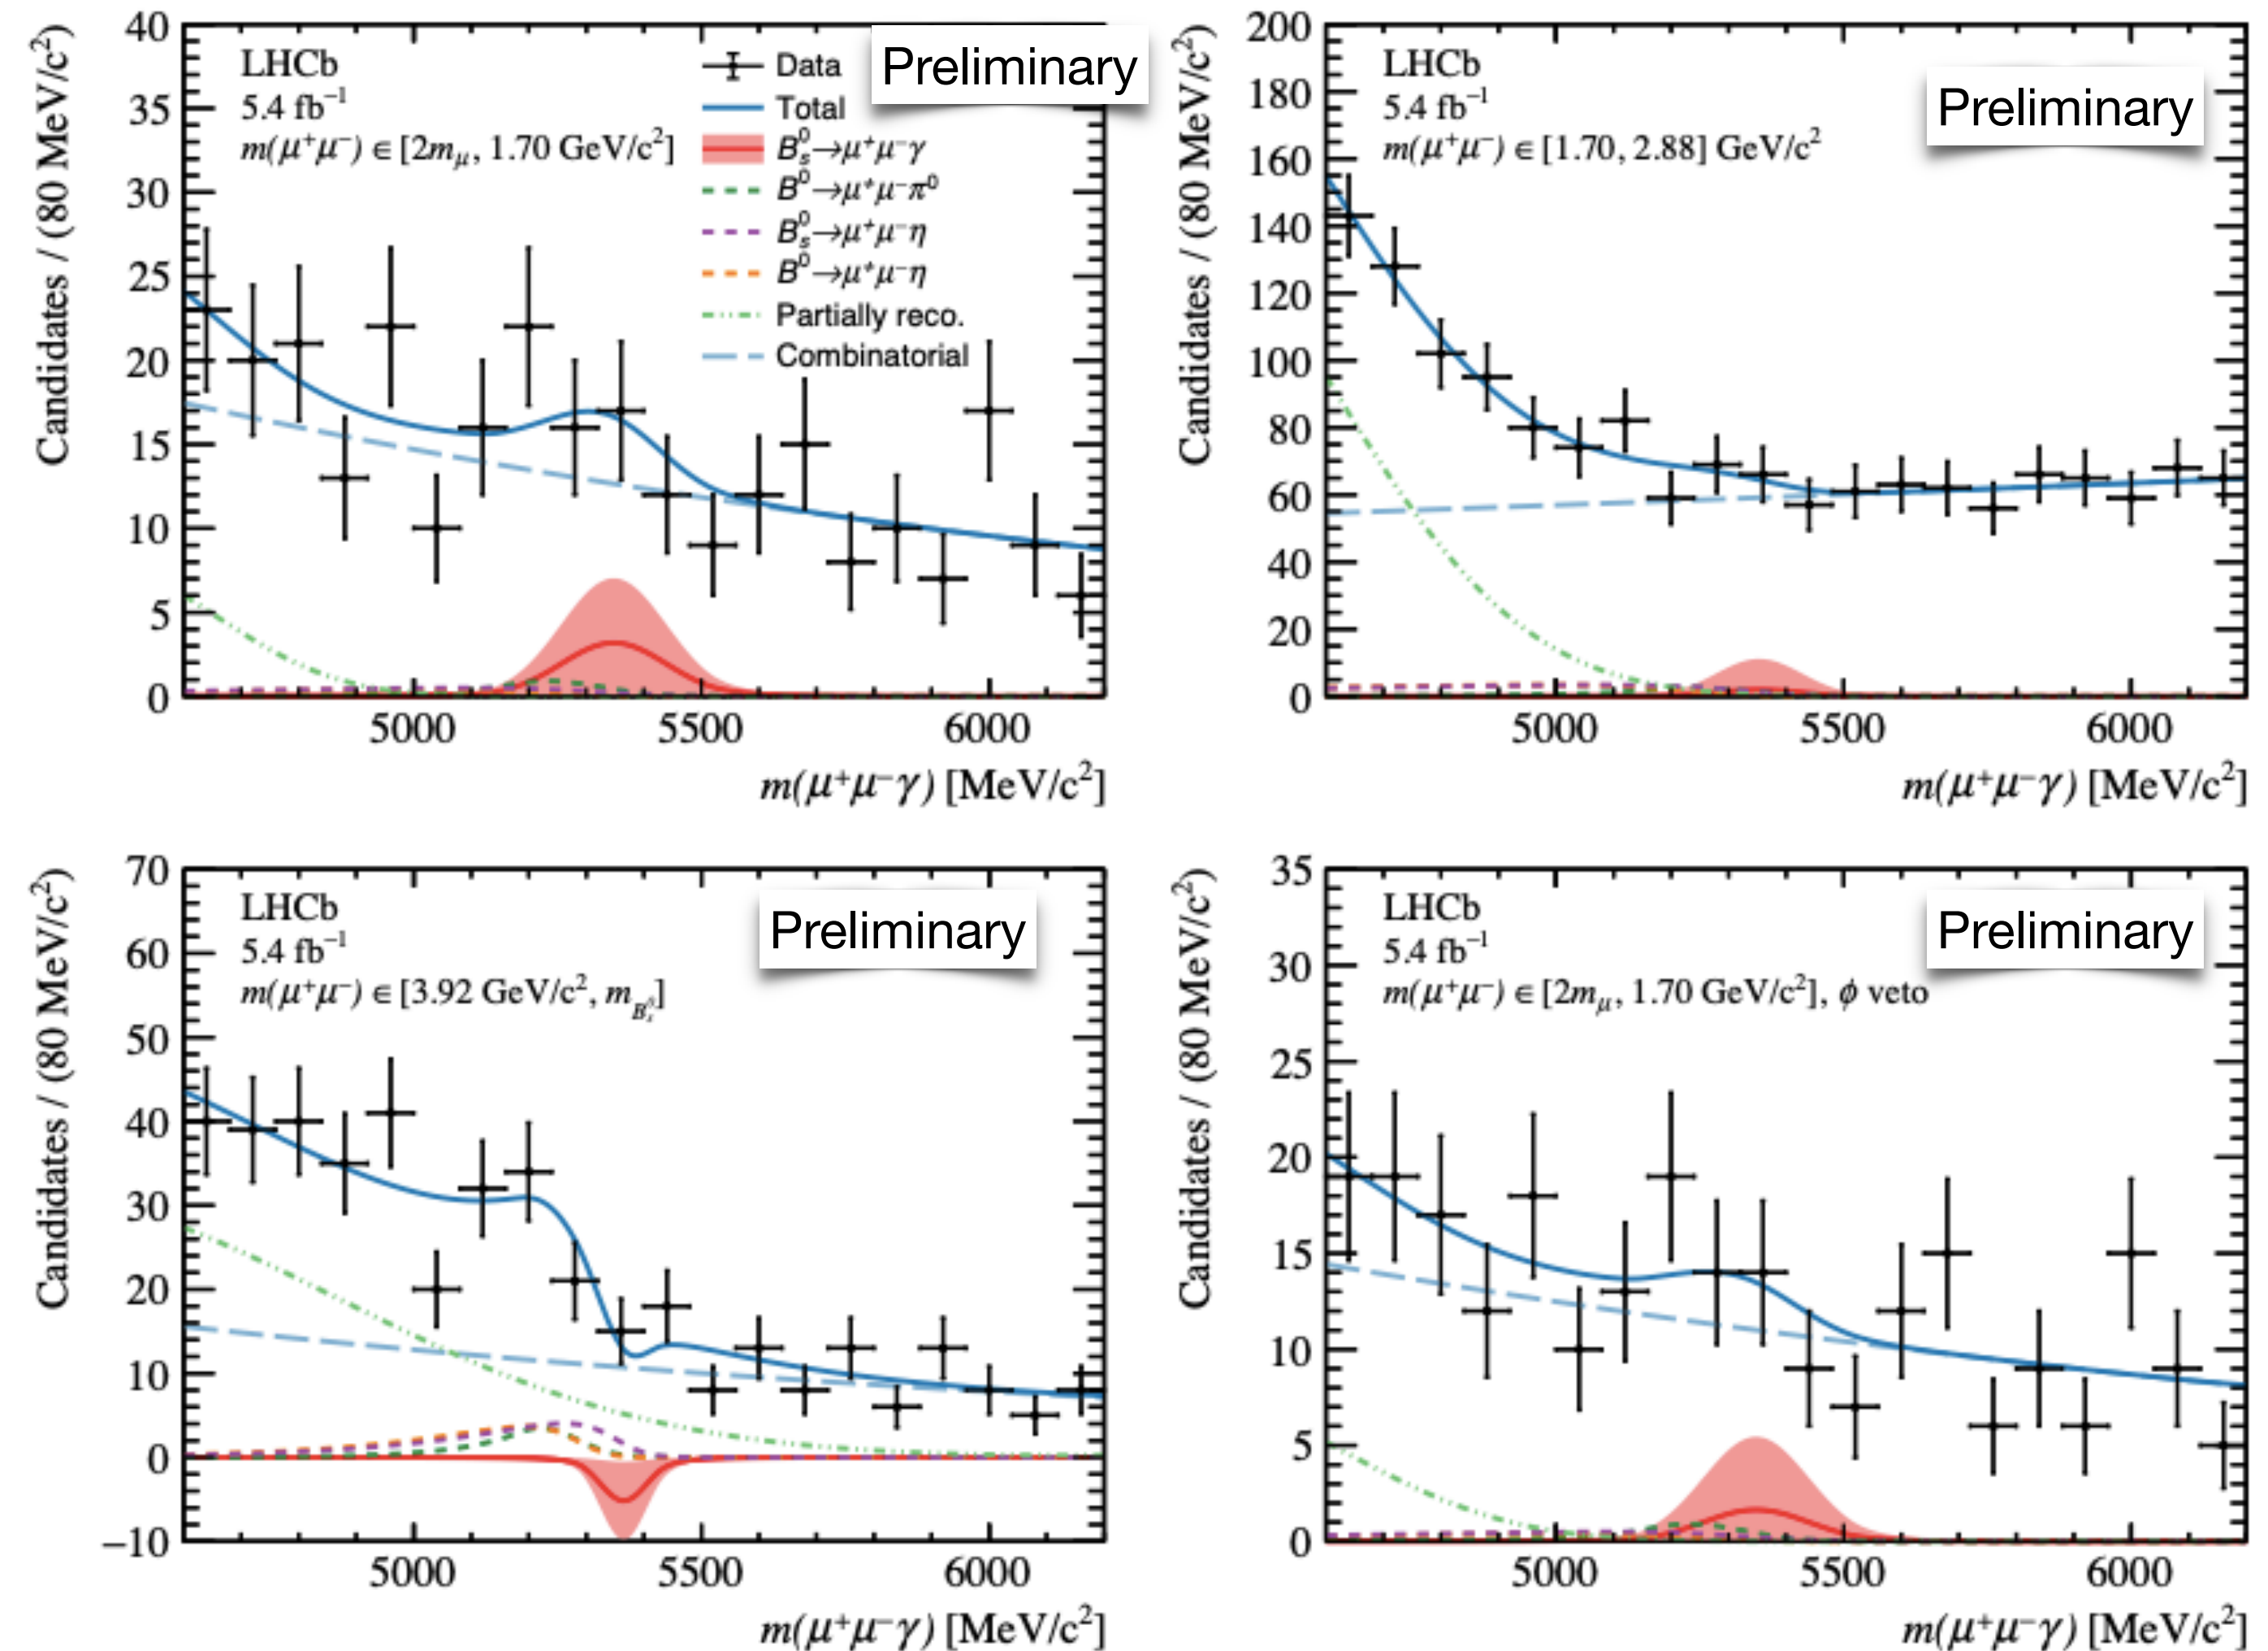 40
35
30
25
20
15
10
5
0
Candidates / (80 MeV/c²)
LHCb
5.4 fb⁻¹
m(μ⁺μ⁻) ∈ [2mμ, 1.70 GeV/c²]
Data
Total
B⁰ₛ→μ⁺μ⁻γ
B⁰→μ⁺μ⁻π⁰
B⁰ₛ→μ⁺μ⁻η
B⁰→μ⁺μ⁻η
Partially reco.
Combinatorial
Preliminary
5000 5500 6000
m(μ⁺μ⁻γ) [MeV/c²]
200
180
160
140
120
100
80
60
40
20
0
Candidates / (80 MeV/c²)
LHCb
5.4 fb⁻¹
m(μ⁺μ⁻) ∈ [1.70, 2.88] GeV/c²
Preliminary
5000 5500 6000
m(μ⁺μ⁻γ) [MeV/c²]
70
60
50
40
30
20
10
0
−10
Candidates / (80 MeV/c²)
LHCb
5.4 fb⁻¹
m(μ⁺μ⁻) ∈ [3.92 GeV/c², m_{B⁰ₛ}]
Preliminary
5000 5500 6000
m(μ⁺μ⁻γ) [MeV/c²]
35
30
25
20
15
10
5
0
Candidates / (80 MeV/c²)
LHCb
5.4 fb⁻¹
m(μ⁺μ⁻) ∈ [2mμ, 1.70 GeV/c²], ϕ veto
Preliminary
5000 5500 6000
m(μ⁺μ⁻γ) [MeV/c²]